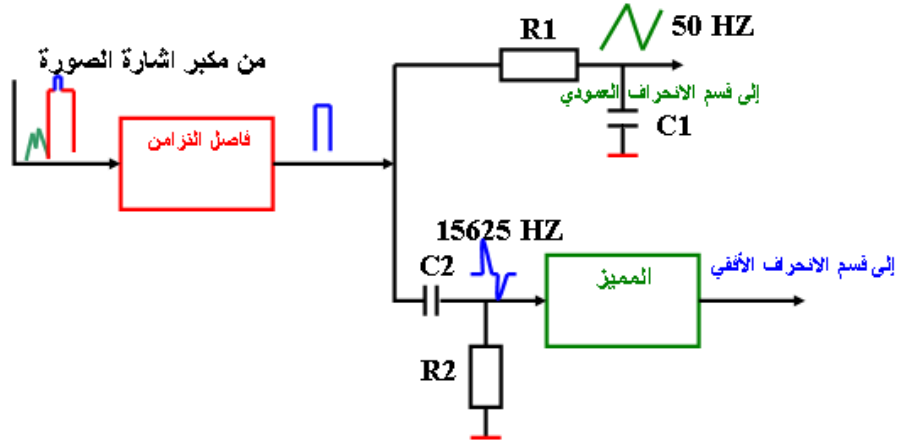 R1
50 HZ
من مكبر اشارة الصورة
إلى قسم الانحراف العمودي
C1
فاصل التزامن
15625 HZ
C2
المميز
إلى قسم الانحراف الأفقي
R2